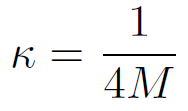 κ = 1/4M